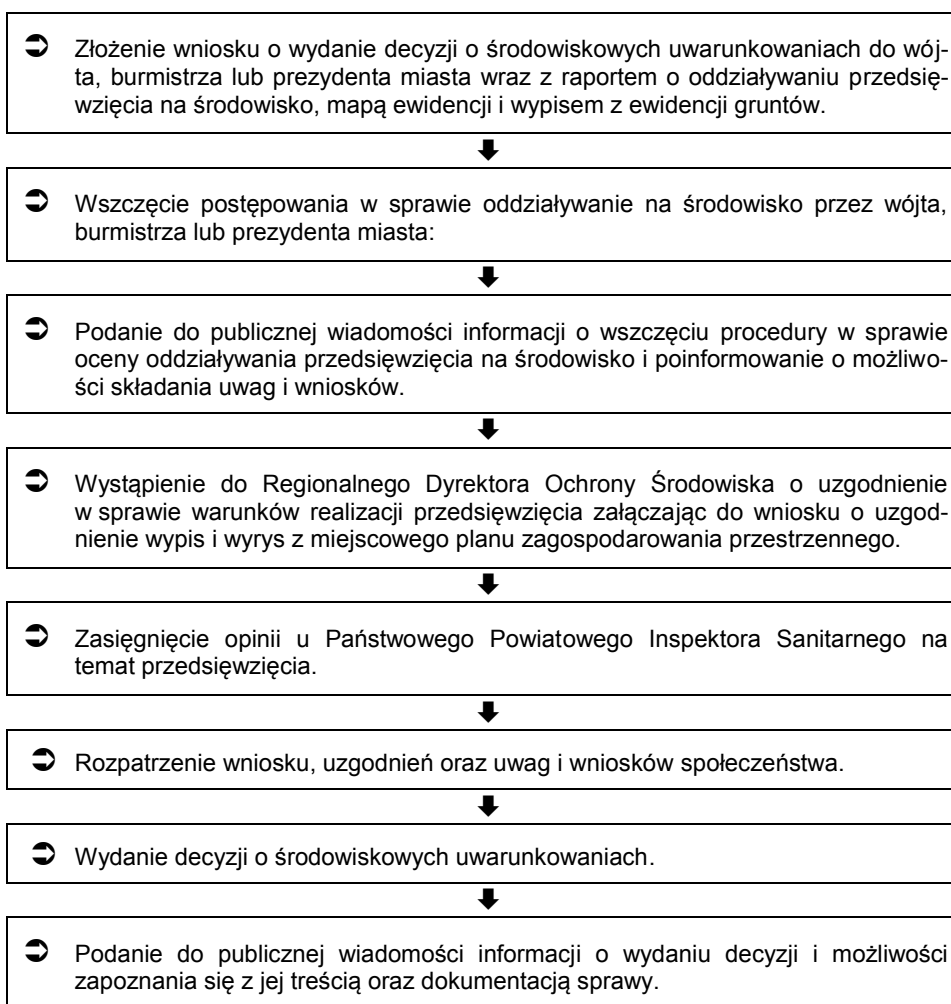 Złożenie wniosku o wydanie decyzji o środowiskowych uwarunkowaniach do wój-
ta, burmistrza lub prezydenta miasta wraz z raportem o oddziaływaniu przedsię-
wzięcia na środowisko, mapą ewidencji i wypisem z ewidencji gruntów.
Wszczęcie postępowania w sprawie oddziaływanie na środowisko przez wójta,
burmistrza lub prezydenta miasta:
Podanie do publicznej wiadomości informacji o wszczęciu procedury w sprawie
oceny oddziaływania przedsięwzięcia na środowisko i poinformowanie o możliwo-
ści składania uwag i wniosków.
Wystąpienie do Regionalnego Dyrektora Ochrony Środowiska o uzgodnienie
w sprawie warunków realizacji przedsięwzięcia załączając do wniosku o uzgod-
nienie wypis i wyrys z miejscowego planu zagospodarowania przestrzennego.
Zasięgnięcie opinii u Państwowego Powiatowego Inspektora Sanitarnego na
temat przedsięwzięcia.
Rozpatrzenie wniosku, uzgodnień oraz uwag i wniosków społeczeństwa.
Wydanie decyzji o środowiskowych uwarunkowaniach.
Podanie do publicznej wiadomości informacji o wydaniu decyzji i możliwości
zapoznania się z jej treścią oraz dokumentacją sprawy.